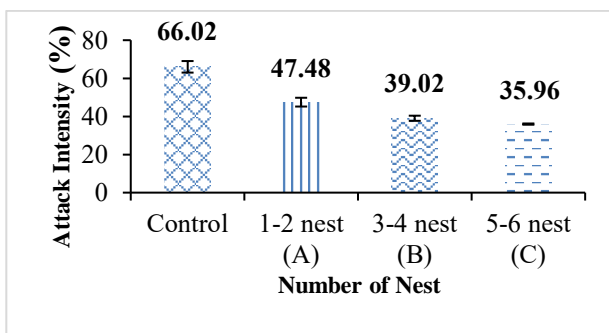 Attack Intensity (%)
80
60
40
20
0
66.02
47.48
39.02
35.96
Control
1-2 nest
(A)
3-4 nest
(B)
5-6 nest
(C)
Number of Nest